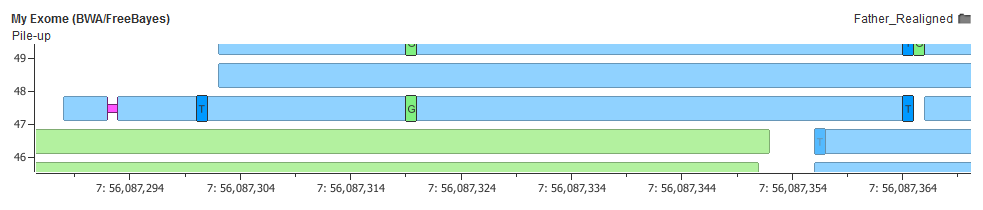 My Exome (BWA/FreeBayes) Father_Realigned
Pile-up
49
G T G
48
T G T
47
T
46
7: 56,087,294 7: 56,087,304 7: 56,087,314 7: 56,087,324 7: 56,087,334 7: 56,087,344 7: 56,087,354 7: 56,087,364